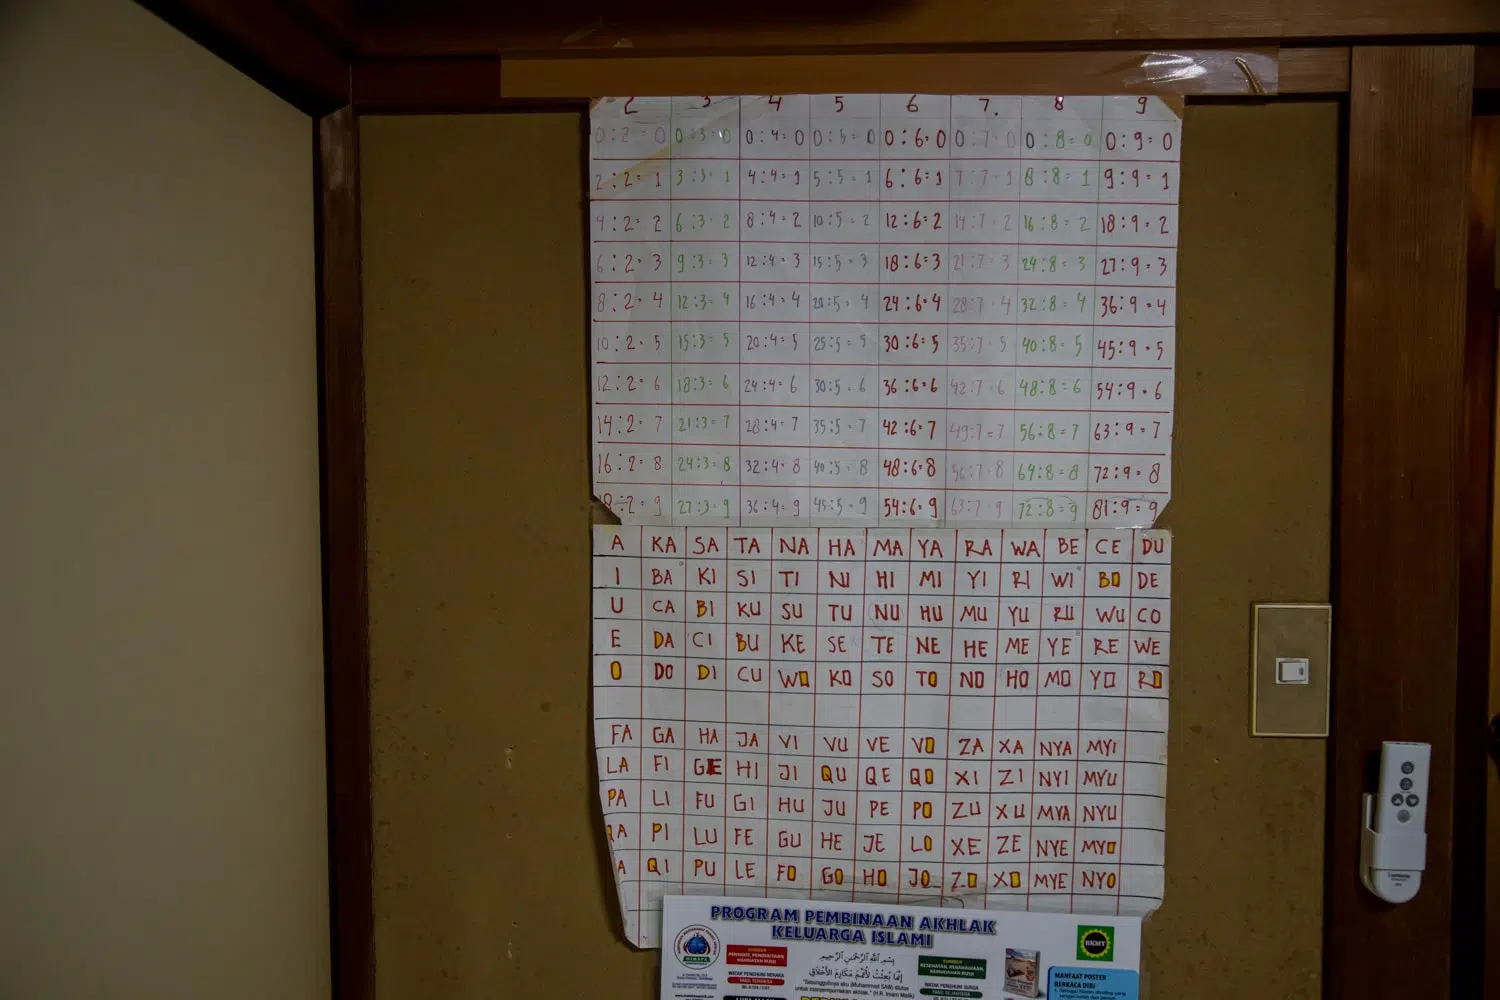 2 3 4 5 6 7. 8 9
0:2=0 0:3=0 0:4=0 0:5=0 0:6=0 0:7=0 0:8=0 0:9=0
2:2=1 3:3=1 4:4=1 5:5=1 6:6=1 7:7=1 8:8=1 9:9=1
4:2=2 6:3=2 8:4=2 10:5=2 12:6=2 14:7=2 16:8=2 18:9=2
6:2=3 9:3=3 12:4=3 15:5=3 18:6=3 21:7=3 24:8=3 27:9=3
8:2=4 12:3=4 16:4=4 20:5=4 24:6=4 28:7=4 32:8=4 36:9=4
10:2=5 15:3=5 20:4=5 25:5=5 30:6=5 35:7=5 40:8=5 45:9=5
12:2=6 18:3=6 24:4=6 30:5=6 36:6=6 42:7=6 48:8=6 54:9=6
14:2=7 21:3=7 28:4=7 35:5=7 42:6=7 49:7=7 56:8=7 63:9=7
16:2=8 24:3=8 32:4=8 40:5=8 48:6=8 56:7=8 64:8=8 72:9=8
18:2=9 27:3=9 36:4=9 45:5=9 54:6=9 63:7=9 72:8=9 81:9=9
A KA SA TA NA HA MA YA RA WA BE CE DU
I BA KI SI TI NI HI MI YI RI WI BO DE
U CA BI KU SU TU NU HU MU YU RU WU CO
E DA CI BU KE SE TE NE HE ME YE RE WE
O DO DI CU WO KO SO TO NO HO MO YO RO
FA GA HA JA VI VU VE VO ZA XA NYA MYI
LA FI GE HI JI QU QE QO XI ZI NYI MYU
PA LI FU GI HU JU PE PO ZU XU MYA NYU
QA PI LU FE GU HE JE LO XE ZE NYE MYO
A QI PU LE FO GO HO JO ZO XO MYE NYO
PROGRAM PEMBINAAN AKHLAK
KELUARGA ISLAMI
BKMT
MANFAAT POSTER
BERKACA DIRI